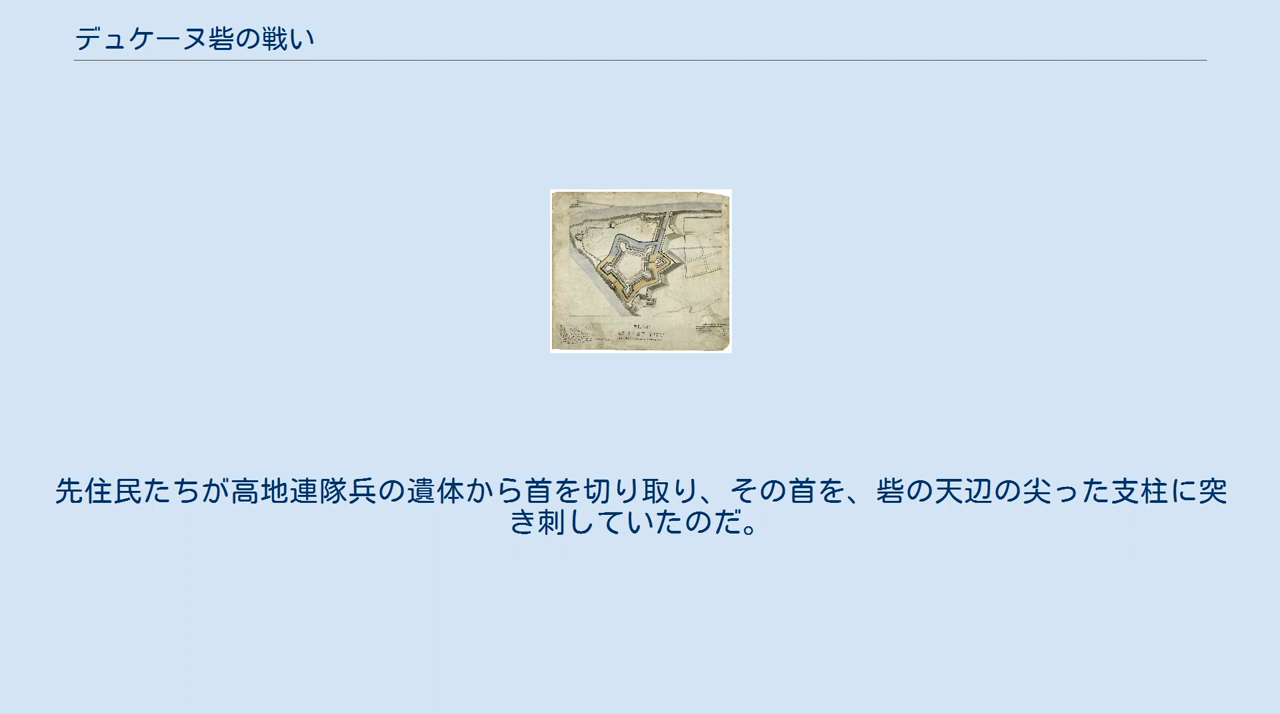 デュケーヌ砦の戦い
先住民たちが高地連隊兵の遺体から首を切り取り、その首を、砦の天辺の尖った支柱に突
き刺していたのだ。